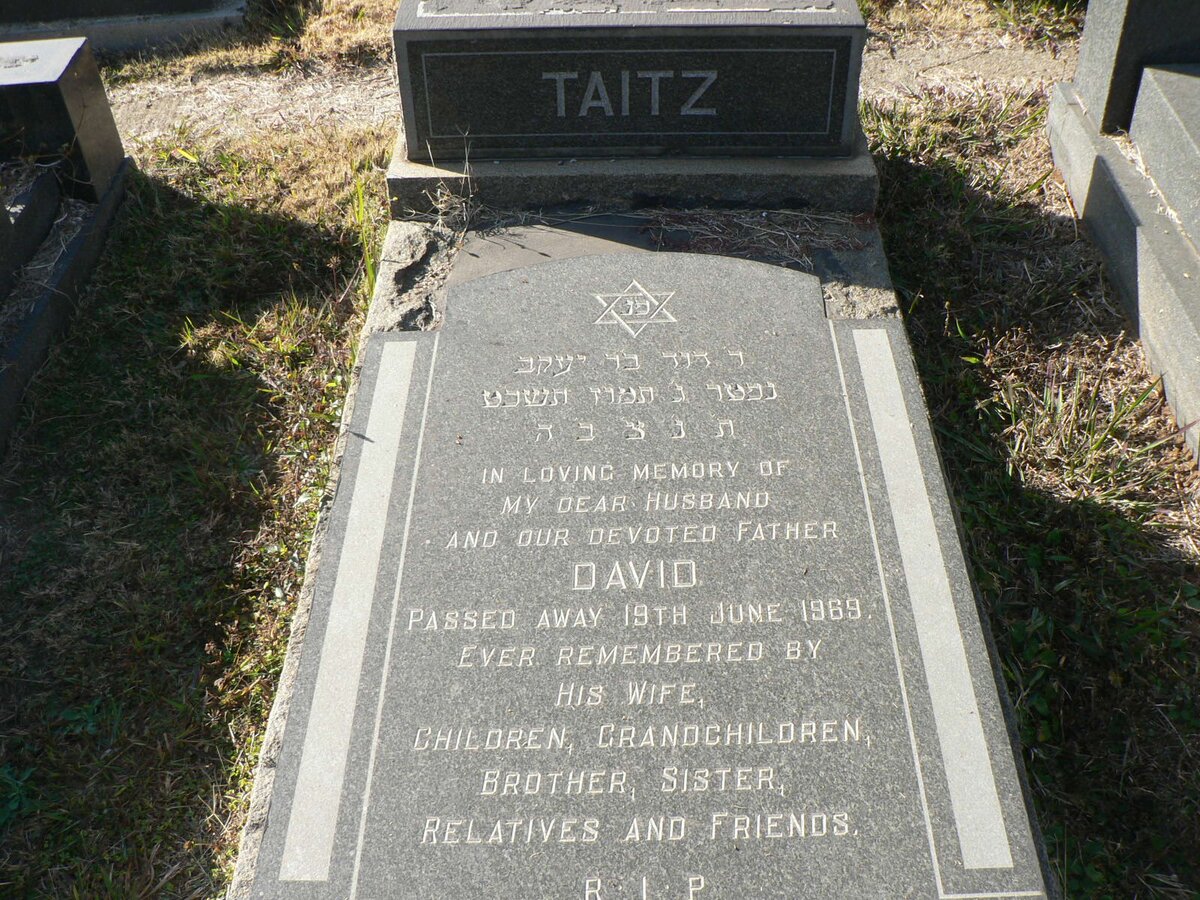 TAITZ
פנ
ר דוד בר יעקב
נפטר ג תמוז תשכט
ת נ צ ב ה
IN LOVING MEMORY OF
MY DEAR HUSBAND
AND OUR DEVOTED FATHER
DAVID
PASSED AWAY 19TH JUNE 1969.
EVER REMEMBERED BY
HIS WIFE,
CHILDREN, GRANDCHILDREN,
BROTHER, SISTER,
RELATIVES AND FRIENDS.
R·I·P